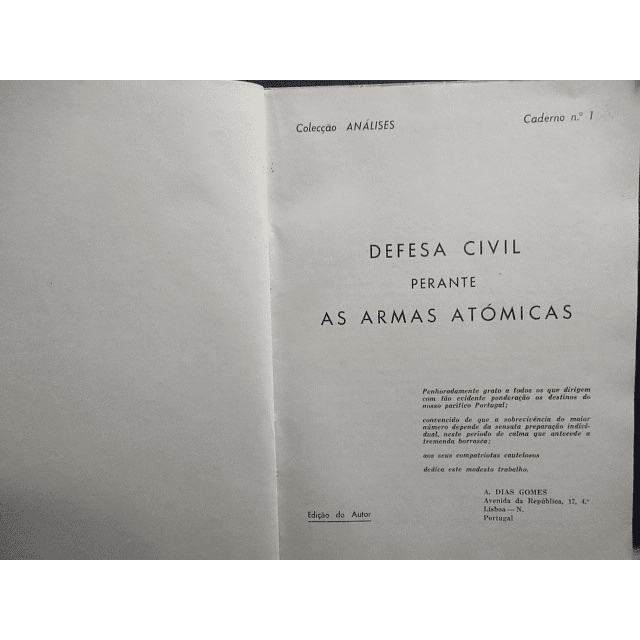 Colecção ANÁLISES
Caderno n.º 1
DEFESA CIVIL
PERANTE
AS ARMAS ATÓMICAS
Penhoradamente grato a todos os que dirigem
com tão evidente ponderação os destinos do
nosso pacífico Portugal;
convencido de que a sobrevivência do maior
número depende da sensata preparação indivi-
dual, neste período de calma que antecede a
tremenda borrasca;
aos seus compatriotas cautelosos
dedica este modesto trabalho,
A. DIAS GOMES
Avenida da República, 17, 4.º
Lisboa — N.
Portugal
Edição do Autor